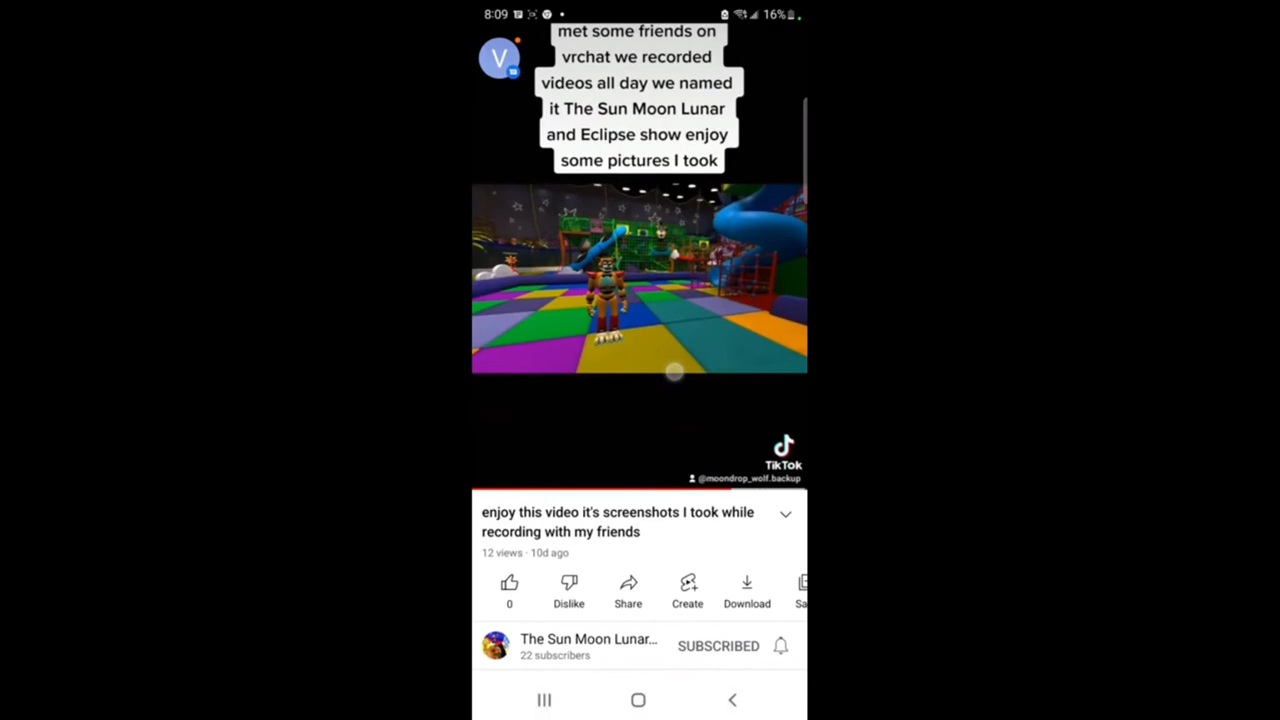 8:09
16%
met some friends on
vrchat we recorded
videos all day we named
it The Sun Moon Lunar
and Eclipse show enjoy
some pictures I took
V
TikTok
@moondrop_wolf.backup
enjoy this video it's screenshots I took while
recording with my friends
12 views · 10d ago
0 Dislike Share Create Download Sa
The Sun Moon Lunar...
SUBSCRIBED
22 subscribers